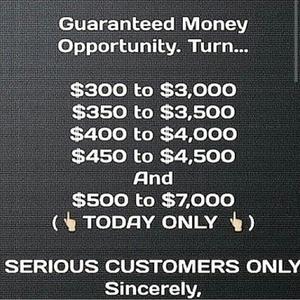 Guaranteed Money
Opportunity. Turn...
$300 to $3,000
$350 to $3,500
$400 to $4,000
$450 to $4,500
And
$500 to $7,000
(👆🏻 TODAY ONLY 👆🏻)
SERIOUS CUSTOMERS ONLY
Sincerely,